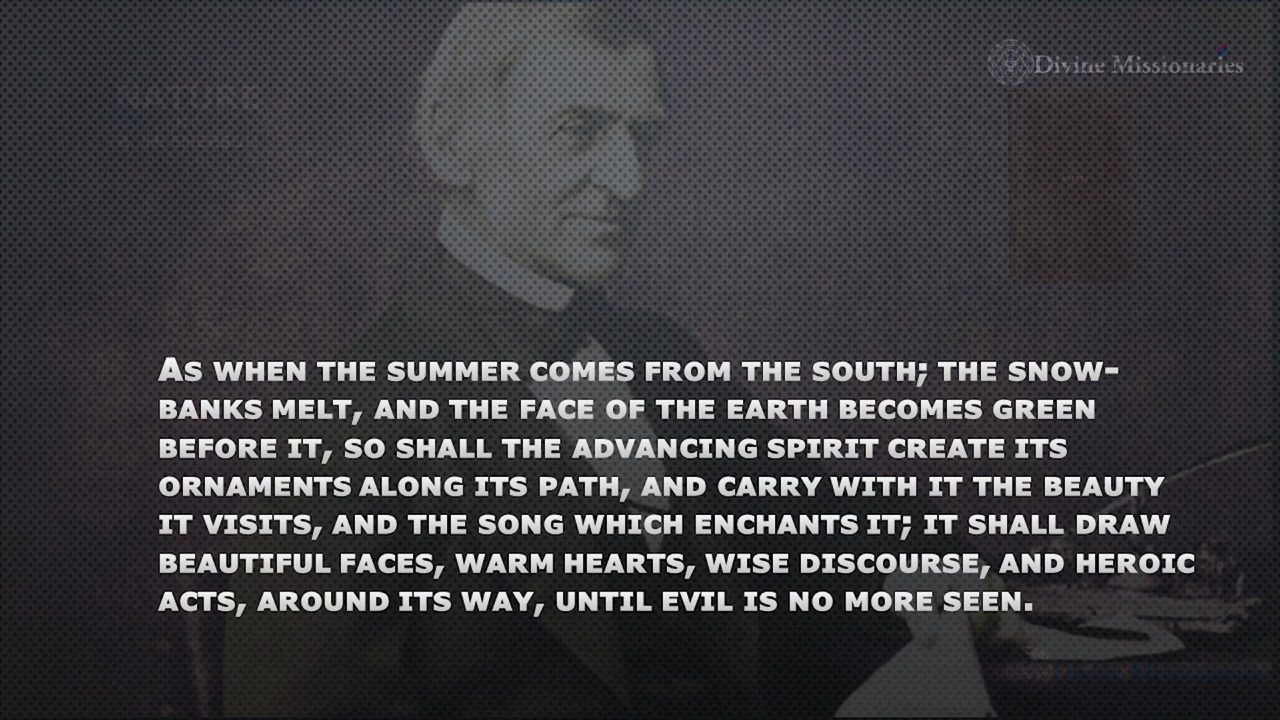 NATURE
Divine Missionaries
As when the summer comes from the south; the snow-
banks melt, and the face of the earth becomes green
before it, so shall the advancing spirit create its
ornaments along its path, and carry with it the beauty
it visits, and the song which enchants it; it shall draw
beautiful faces, warm hearts, wise discourse, and heroic
acts, around its way, until evil is no more seen.